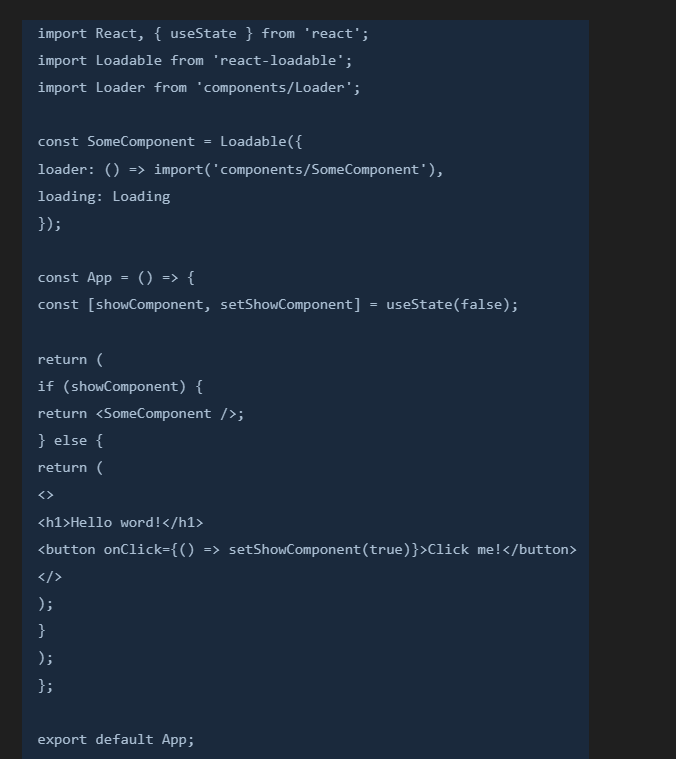 import React, { useState } from 'react';
import Loadable from 'react-loadable';
import Loader from 'components/Loader';
const SomeComponent = Loadable({
loader: () => import('components/SomeComponent'),
loading: Loading
});
const App = () => {
const [showComponent, setShowComponent] = useState(false);
return (
if (showComponent) {
return <SomeComponent />;
} else {
return (
<>
<h1>Hello word!</h1>
<button onClick={() => setShowComponent(true)}>Click me!</button>
</>
);
}
);
};
export default App;